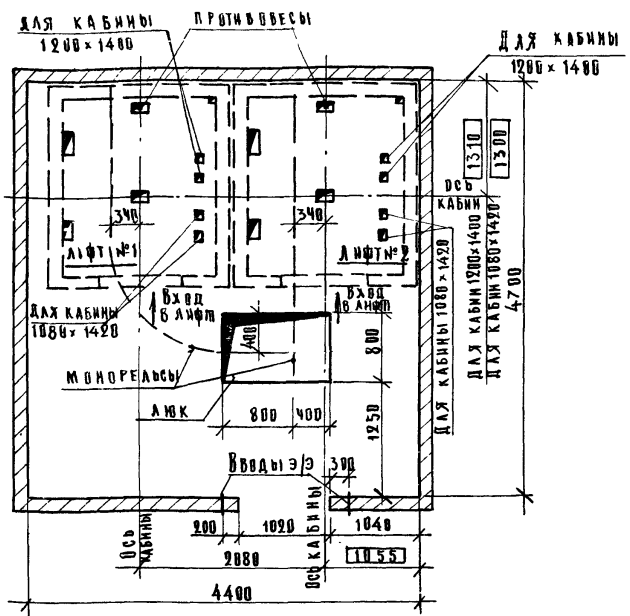 ДЛЯ КАБИНЫ
1200×1400
ПРОТИВОВЕСЫ
ДЛЯ КАБИНЫ
1200×1400
1310
1300
ОСЬ
КАБИН
340
340
ЛИФТ №1
ЛИФТ №2
ДЛЯ КАБИНЫ 1080×1420
ДЛЯ КАБИН 1200×1400
ДЛЯ КАБИН 1080×1420
4700
ВХОД
В ЛИФТ
ВХОД
В ЛИФТ
ДЛЯ КАБИНЫ
1080×1420
400
800
МОНОРЕЛЬСЫ
ЛЮК
800
400
1250
ВВОДЫ Э/Э
300
200
1020
1040
ОСЬ
КАБИНЫ
ОСЬ КАБИНЫ
2080
1055
4400